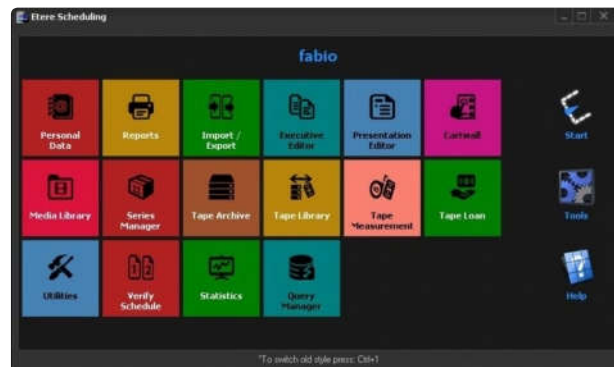 Etere Scheduling
fabio
Personal
Data
Reports
Import /
Export
Executive
Editor
Presentation
Editor
Cartwall
Start
Media Library
Series
Manager
Tape Archive
Tape Library
Tape
Measurement
Tape Loan
Tools
Utilities
Verify
Schedule
Statistics
Query
Manager
Help
*To switch old style press: Ctrl+1